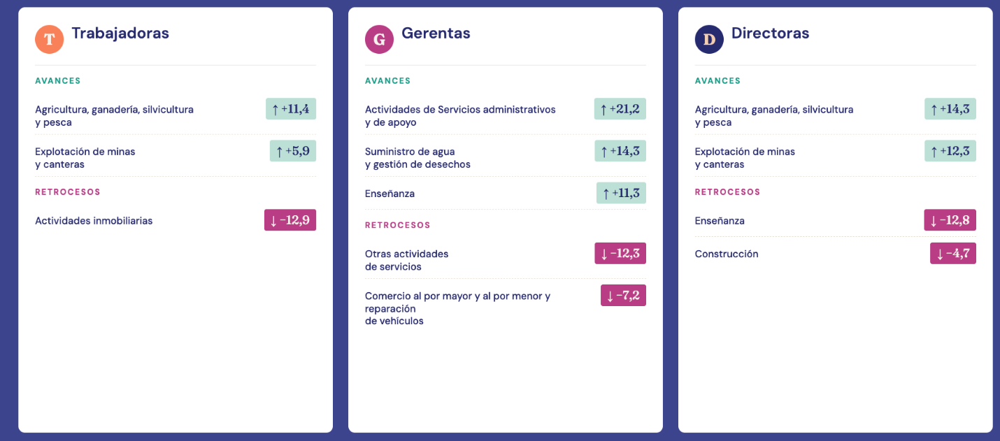 T Trabajadoras
AVANCES
Agricultura, ganadería, silvicultura
y pesca
↑ +11,4
Explotación de minas
y canteras
↑ +5,9
RETROCESOS
Actividades inmobiliarias
↓ −12,9
G Gerentas
AVANCES
Actividades de Servicios administrativos
y de apoyo
↑ +21,2
Suministro de agua
y gestión de desechos
↑ +14,3
Enseñanza
↑ +11,3
RETROCESOS
Otras actividades
de servicios
↓ −12,3
Comercio al por mayor y al por menor y
reparación
de vehículos
↓ −7,2
D Directoras
AVANCES
Agricultura, ganadería, silvicultura
y pesca
↑ +14,3
Explotación de minas
y canteras
↑ +12,3
RETROCESOS
Enseñanza
↓ −12,8
Construcción
↓ −4,7